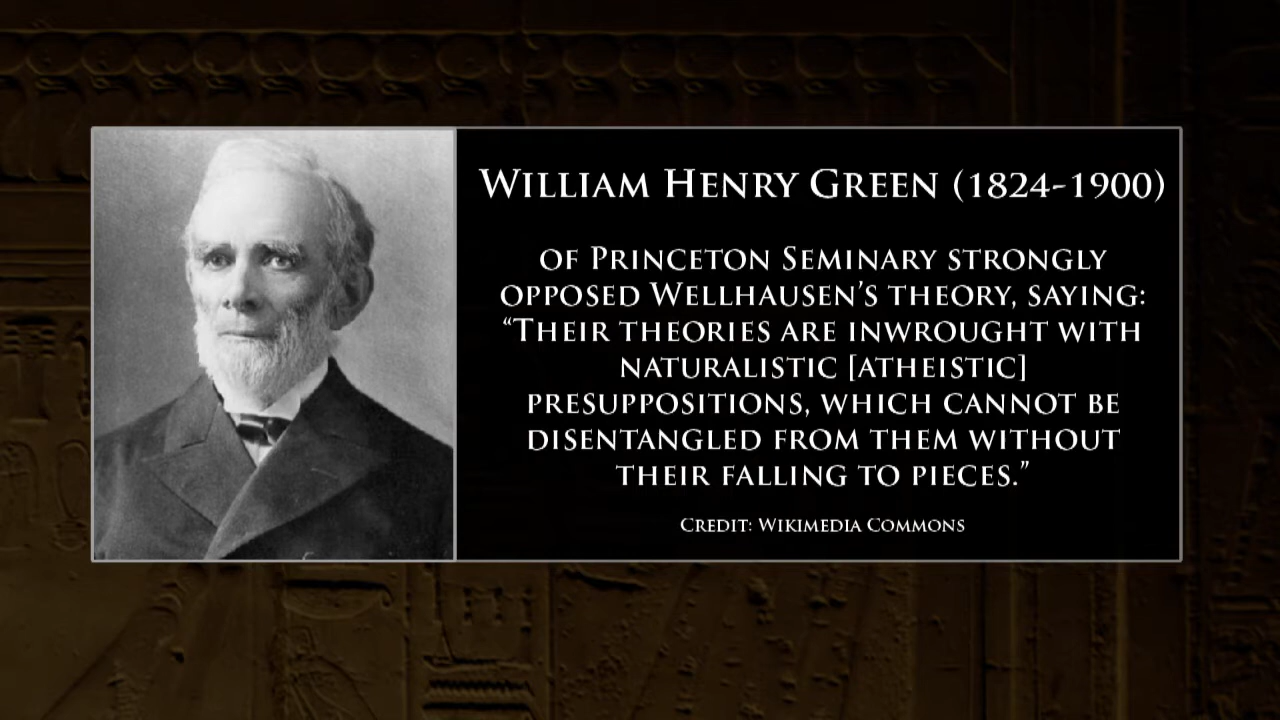 William Henry Green (1824-1900)
of Princeton Seminary strongly
opposed Wellhausen's theory, saying:
“Their theories are inwrought with
naturalistic [atheistic]
presuppositions, which cannot be
disentangled from them without
their falling to pieces.”
Credit: Wikimedia Commons